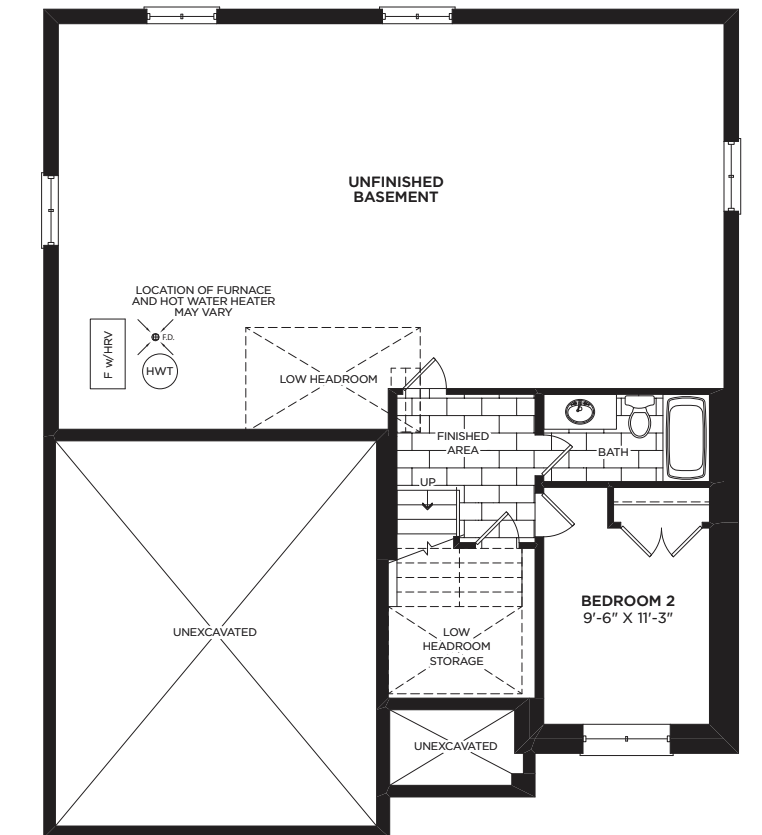 UNFINISHED
BASEMENT
LOCATION OF FURNACE
AND HOT WATER HEATER
MAY VARY
F w/HRV
F.D.
HWT
LOW HEADROOM
FINISHED
AREA
BATH
UP
BEDROOM 2
9'-6" X 11'-3"
UNEXCAVATED
LOW
HEADROOM
STORAGE
UNEXCAVATED